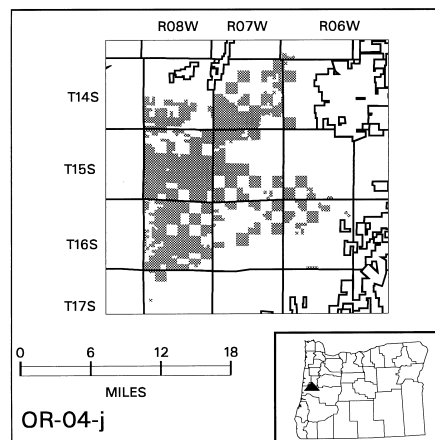 R08W R07W R06W
T14S
T15S
T16S
T17S
0 6 12 18
MILES
OR-04-j